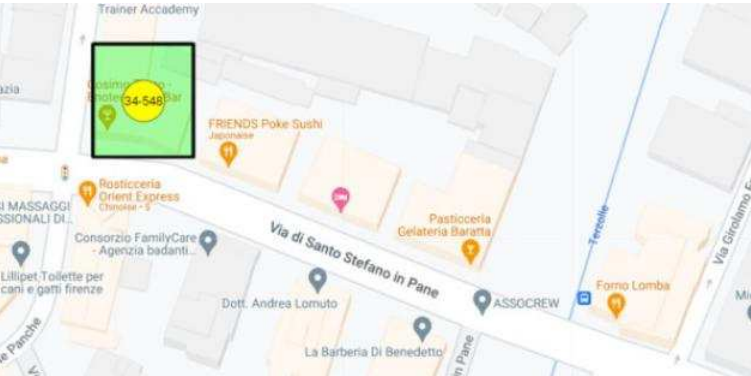 Trainer Accademy
azia
34-548
Bar
FRIENDS Poke Sushi
Japonaise
Rosticceria
Orient Express
Chinoise - $
MASSAGGI
SSIONALI DI...
Consorzio FamilyCare
- Agenzia badanti...
Lillipet Toilette per
cani e gatti firenze
e Panche
Via di Santo Stefano in Pane
Pasticceria
Gelateria Baratta
Dott. Andrea Lomuto
ASSOCREW
La Barberia Di Benedetto
in Pane
Terzolle
Forno Lomba
Via Girolamo F